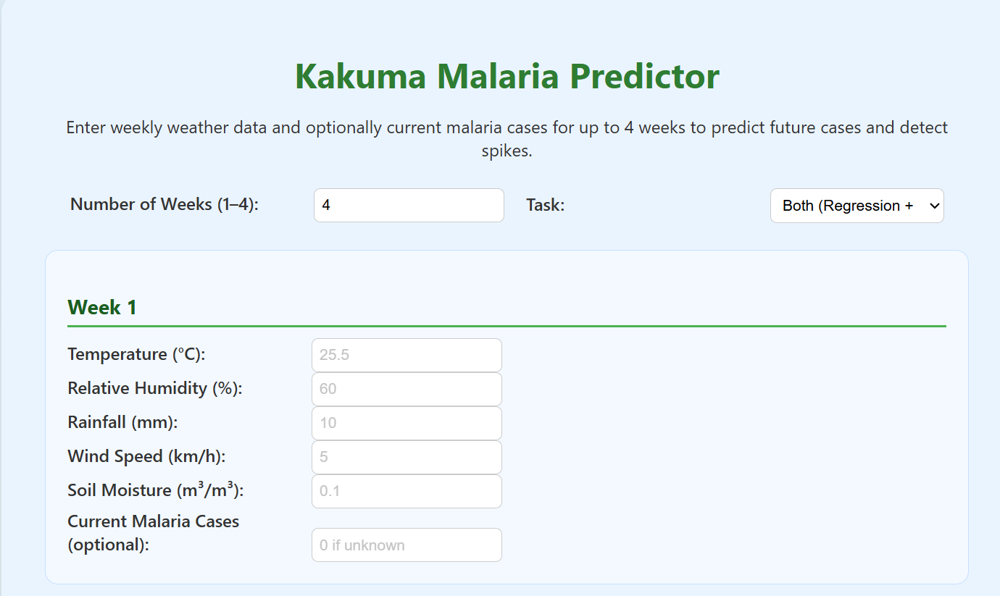 Kakuma Malaria Predictor
Enter weekly weather data and optionally current malaria cases for up to 4 weeks to predict future cases and detect
spikes.
Number of Weeks (1–4): 4 Task: Both (Regression +
Week 1
Temperature (°C): 25.5
Relative Humidity (%): 60
Rainfall (mm): 10
Wind Speed (km/h): 5
Soil Moisture (m³/m³): 0.1
Current Malaria Cases
(optional): 0 if unknown